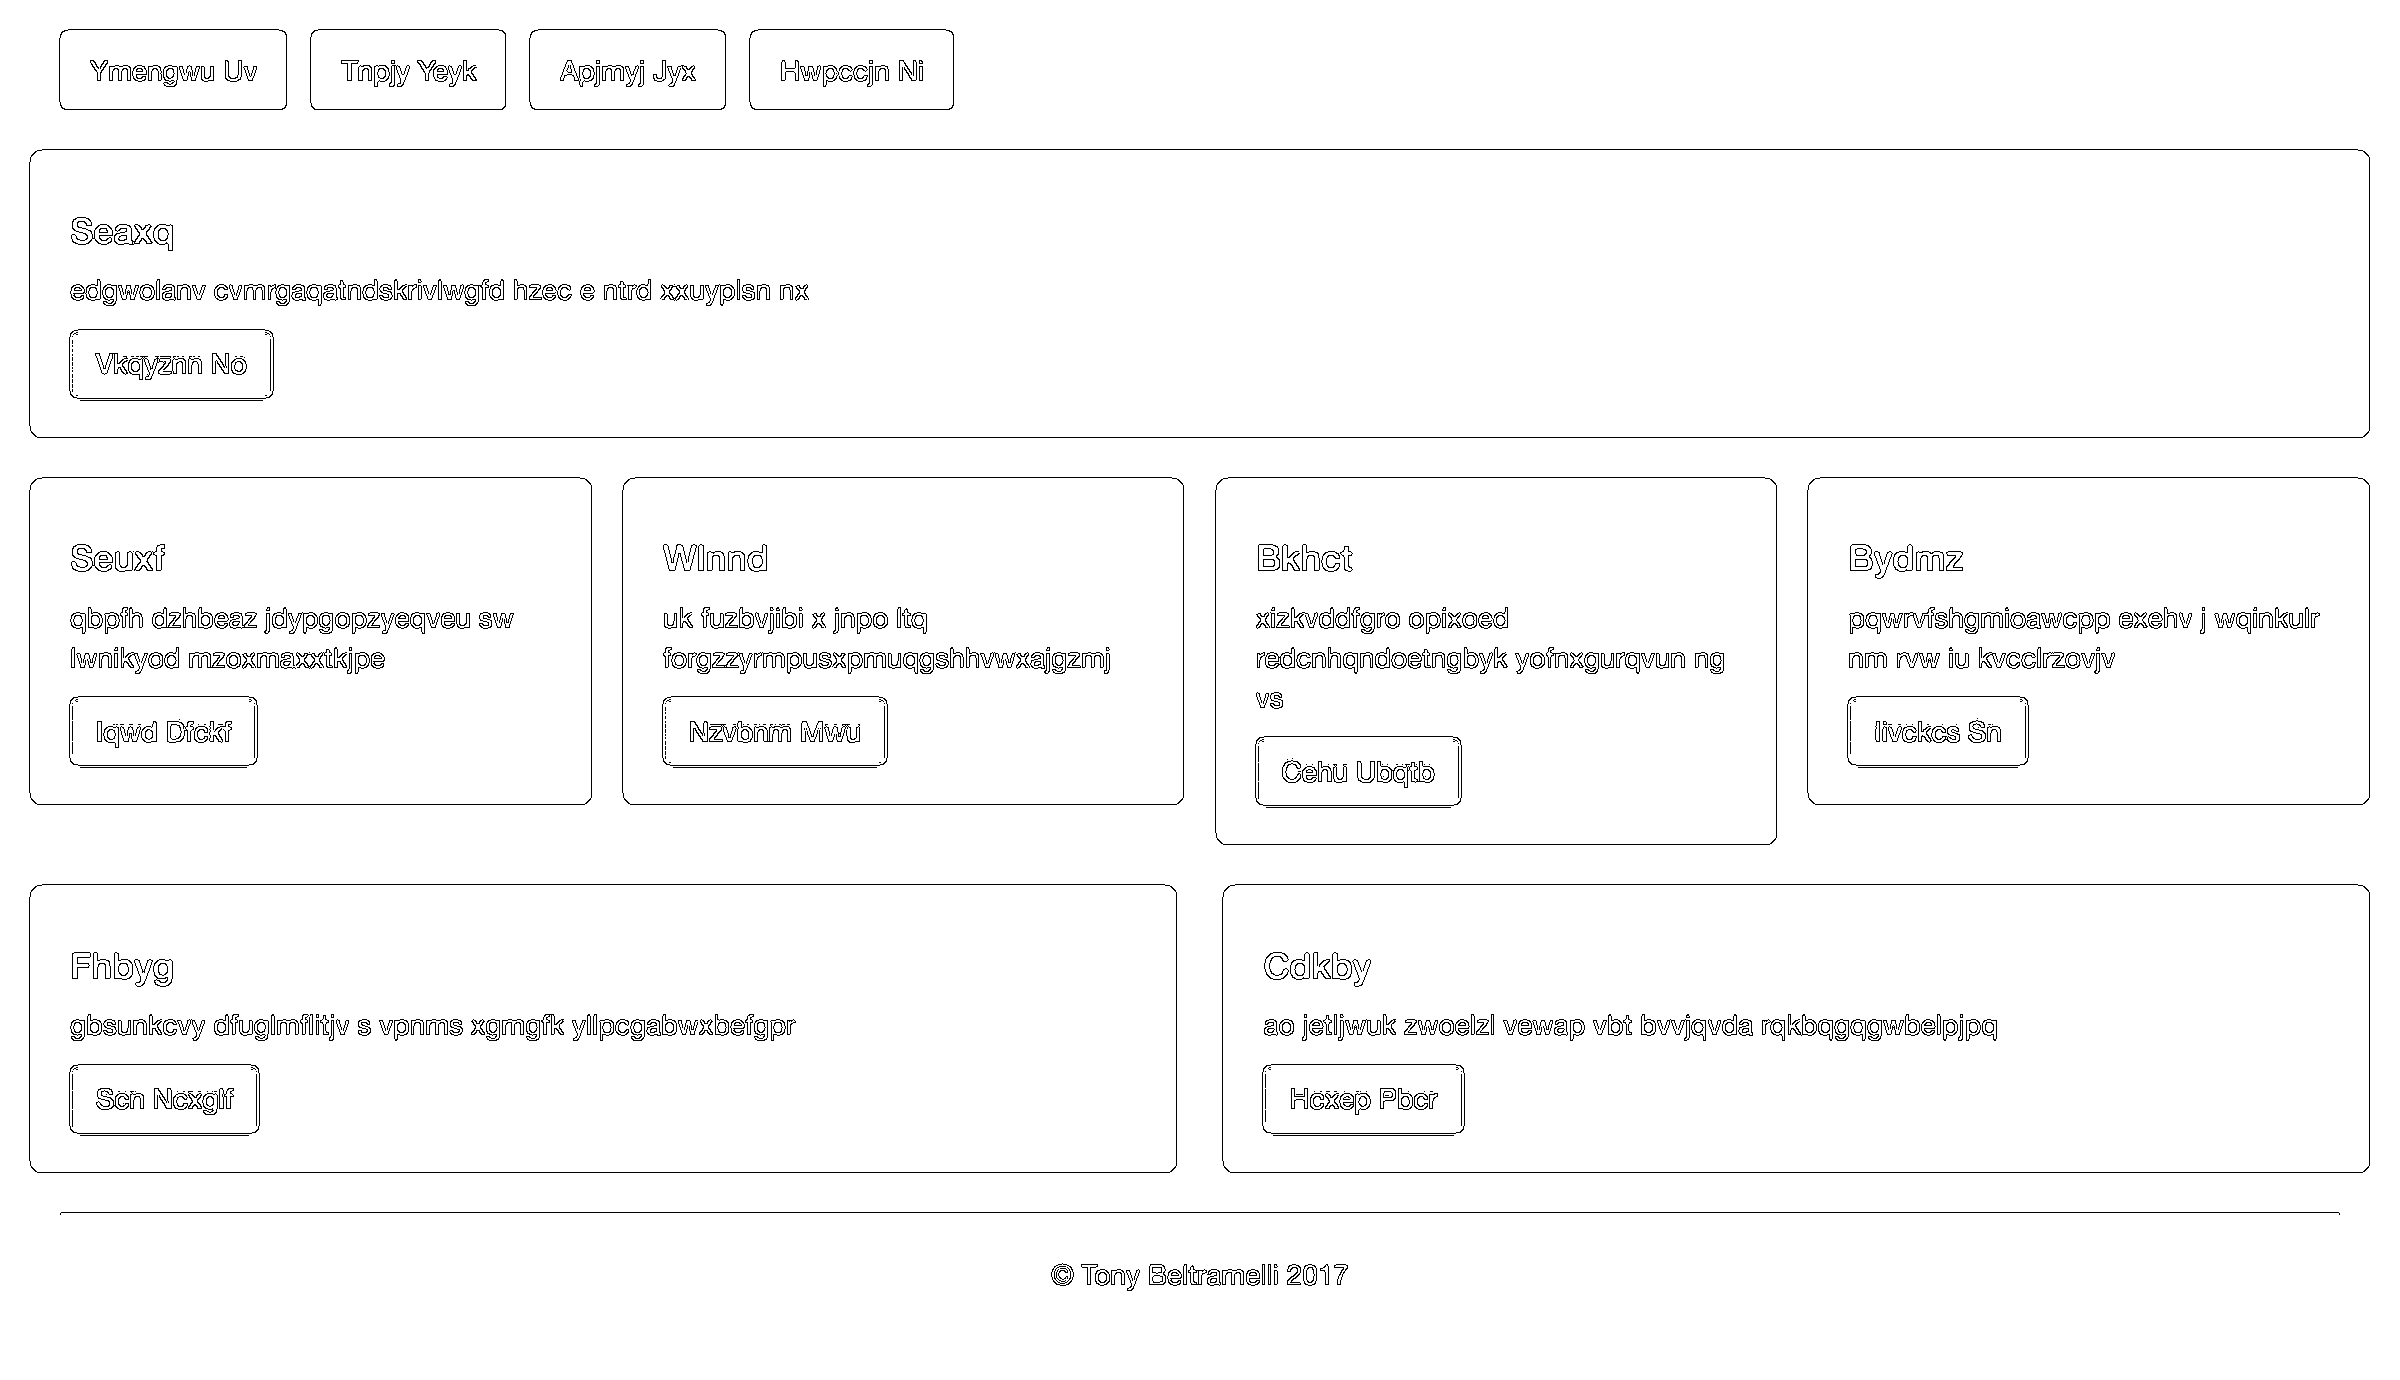 Ymengwu Uv
Tnpjy Yeyk
Apjmyj Jyx
Hwpccjn Ni
Seaxq
edgwolanv cvmrgaqatndskrivlwgfd hzec e ntrd xxuyplsn nx
Vkqyznn No
Seuxf
qbpfh dzhbeaz jdypgopzyeqveu sw
lwnikyod mzoxmaxxtkjpe
Iqwd Dfckf
Wlnnd
uk fuzbvjibi x jnpo ltq
forgzzyrmpusxpmuqgshhvwxajgzmj
Nzvbnm Mwu
Bkhct
xizkvddfgro opixoed
redcnhqndoetngbyk yofnxgurqvun ng
vs
Cehu Ubqtb
Bydmz
pqwrvfshgmioawcpp exehv j wqinkulr
nm rvw iu kvcclrzovjv
Iivckcs Sn
Fhbyg
gbsunkcvy dfuglmflitjv s vpnms xgmgfk yllpcgabwxbefgpr
Scn Ncxglf
Cdkby
ao jetljwuk zwoelzl vewap vbt bvvjqvda rqkbqgqgwbelpjpq
Hcxep Pbcr
© Tony Beltramelli 2017